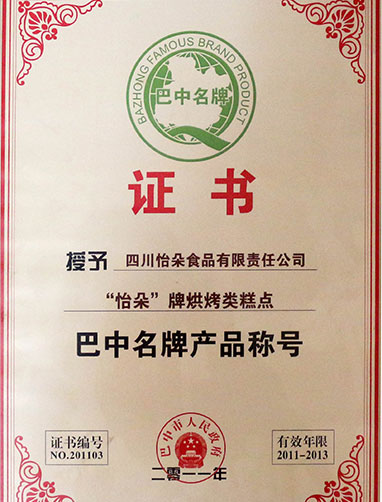 BAZHONG FAMOUS BRAND PRODUCT
巴中名牌
证书
授予 四川怡朵食品有限责任公司
“怡朵”牌烘烤类糕点
巴中名牌产品称号
证书编号
NO.201103
巴中市人民政府
二零一一年
有效年限
2011-2013